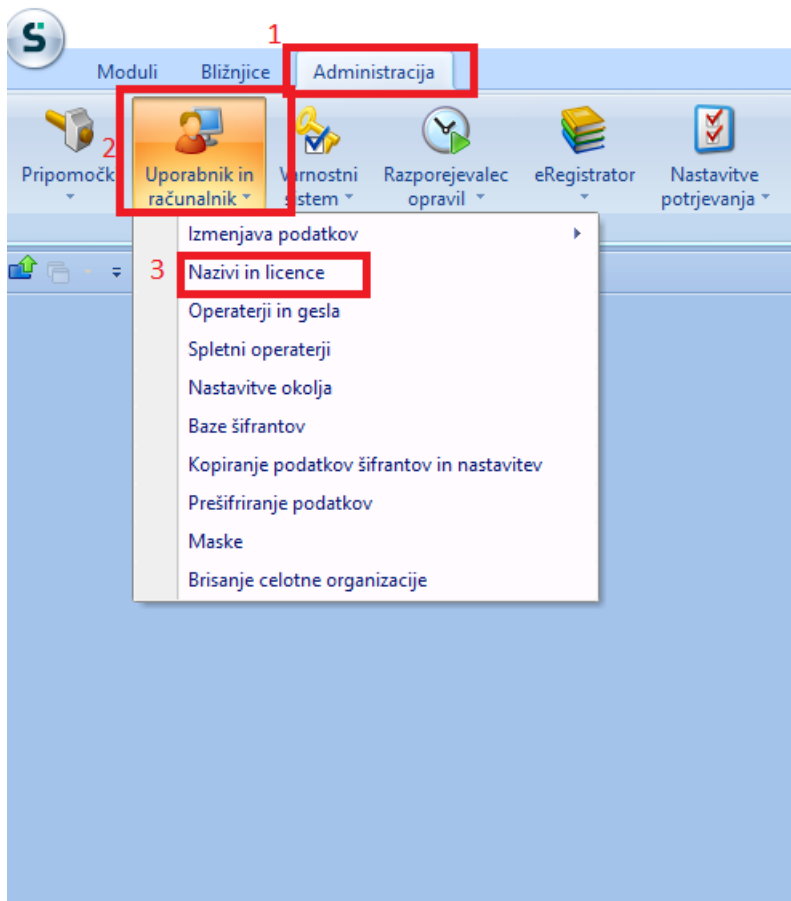 S
1
Moduli Bližnjice Administracija
2
Pripomočk Uporabnik in Varnostni Razporejevalec eRegistrator Nastavitve
računalnik sistem opravil potrjevanja
Izmenjava podatkov
3 Nazivi in licence
Operaterji in gesla
Spletni operaterji
Nastavitve okolja
Baze šifrantov
Kopiranje podatkov šifrantov in nastavitev
Prešifriranje podatkov
Maske
Brisanje celotne organizacije